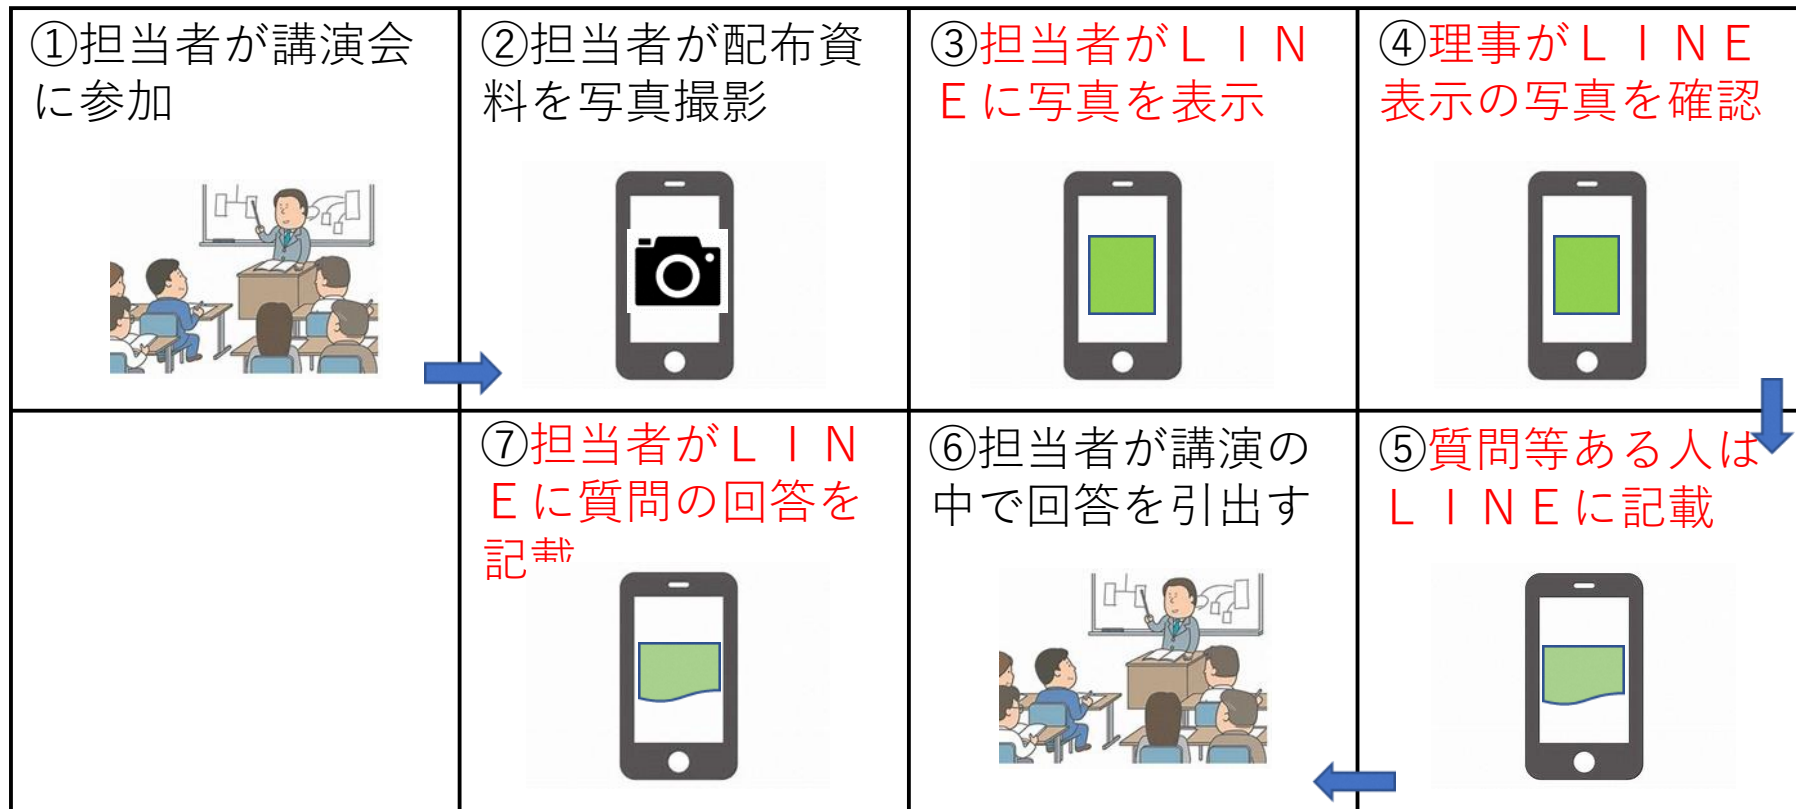 ①担当者が講演会
に参加
②担当者が配布資
料を写真撮影
③担当者がＬＩＮ
Ｅに写真を表示
④理事がＬＩＮＥ
表示の写真を確認
⑤質問等ある人は
ＬＩＮＥに記載
⑥担当者が講演の
中で回答を引出す
⑦担当者がＬＩＮ
Ｅに質問の回答を
記載